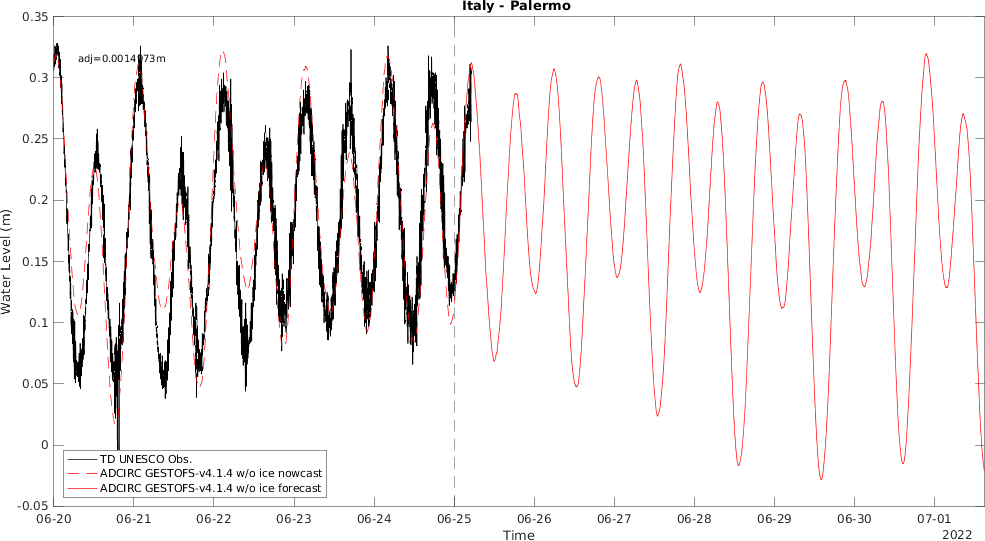 Italy - Palermo
0.35
adj=0.0014973m
0.3
0.25
0.2
0.15
0.1
0.05
0
-0.05
Water Level (m)
TD UNESCO Obs.
ADCIRC GESTOFS-v4.1.4 w/o ice nowcast
ADCIRC GESTOFS-v4.1.4 w/o ice forecast
06-20 06-21 06-22 06-23 06-24 06-25 06-26 06-27 06-28 06-29 06-30 07-01
Time
2022